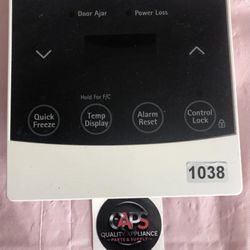 Door Ajar Power Loss
Hold For F/C
Quick Freeze
Temp Display
Alarm Reset
Control Lock
1038
QAPS
QUALITY APPLIANCE
PARTS & SUPPLY